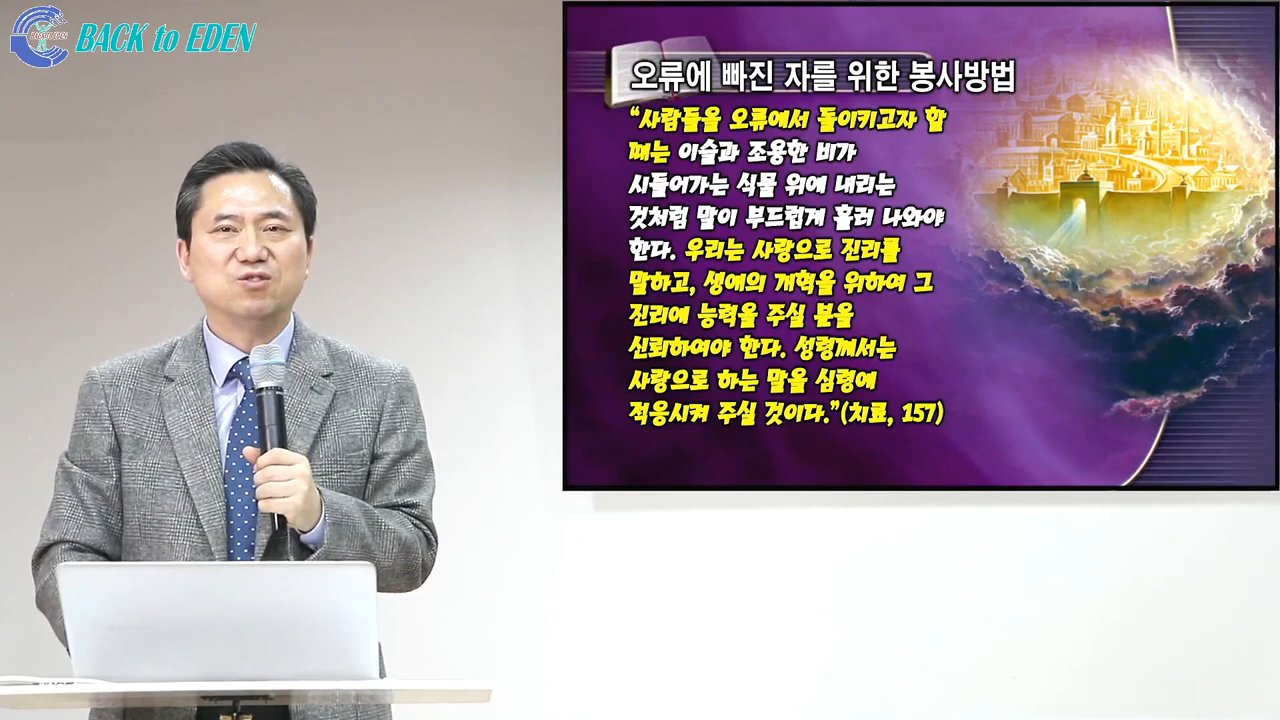 BACK to EDEN
오류에 빠진 자를 위한 봉사방법
“사람들을 오류에서 돌이키고자 할
때는 이슬과 조용한 비가
시들어가는 식물 위에 내리는
것처럼 말이 부드럽게 흘러 나와야
한다. 우리는 사랑으로 진리를
말하고, 생애의 개혁을 위하여 그
진리에 능력을 주실 분을
신뢰하여야 한다. 성령께서는
사랑으로 하는 말을 심령에
적응시켜 주실 것이다.”(치료, 157)